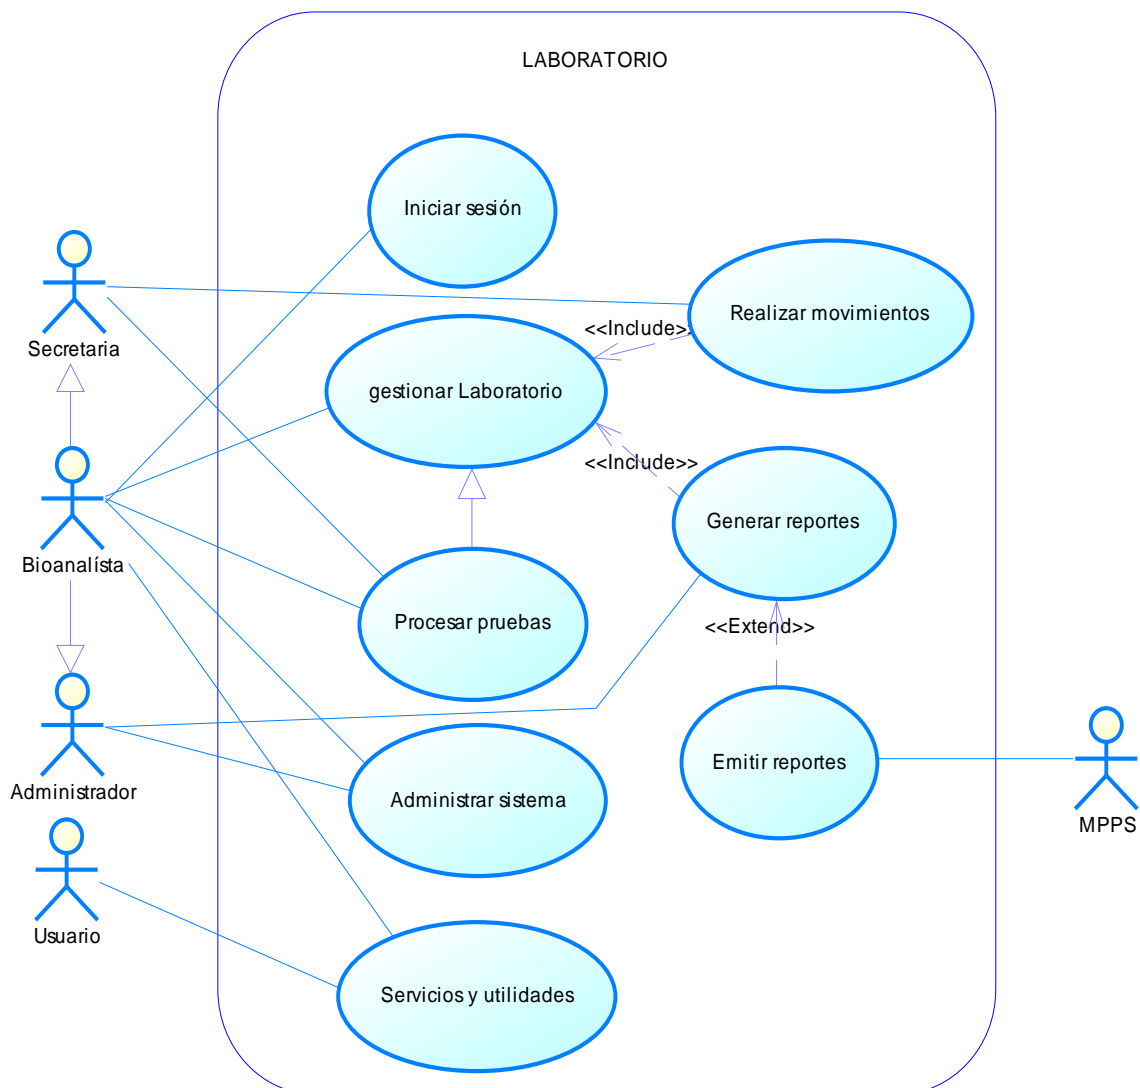 LABORATORIO
Iniciar sesión
Realizar movimientos
<<Include>>
Secretaria
gestionar Laboratorio
<<Include>>
Generar reportes
Bioanalísta
Procesar pruebas
<<Extend>>
Emitir reportes
Administrador
Administrar sistema
MPPS
Usuario
Servicios y utilidades